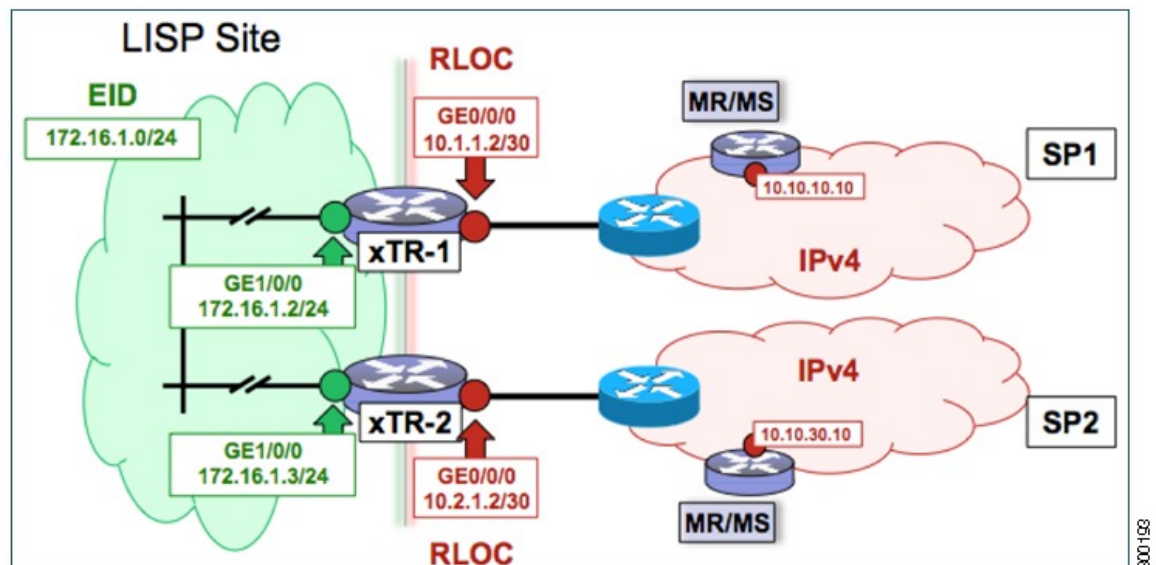 LISP Site
EID
172.16.1.0/24
RLOC
GE0/0/0
10.1.1.2/30
MR/MS
SP1
10.10.10.10
xTR-1
IPv4
GE1/0/0
172.16.1.2/24
IPv4
xTR-2
10.10.30.10
SP2
GE1/0/0
172.16.1.3/24
GE0/0/0
10.2.1.2/30
MR/MS
RLOC
300193